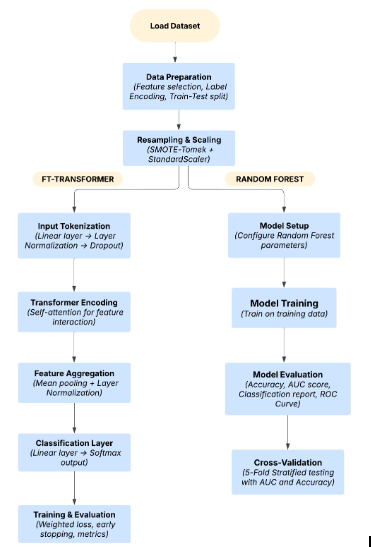 Load Dataset
Data Preparation
(Feature selection, Label
Encoding, Train-Test split)
Resampling & Scaling
(SMOTE-Tomek +
StandardScaler)
FT-TRANSFORMER
RANDOM FOREST
Input Tokenization
(Linear layer → Layer
Normalization → Dropout)
Model Setup
(Configure Random Forest
parameters)
Transformer Encoding
(Self-attention for feature
interaction)
Model Training
(Train on training data)
Feature Aggregation
(Mean pooling + Layer
Normalization)
Model Evaluation
(Accuracy, AUC score,
Classification report, ROC
Curve)
Classification Layer
(Linear layer → Softmax
output)
Cross-Validation
(5-Fold Stratified testing
with AUC and Accuracy)
Training & Evaluation
(Weighted loss, early
stopping, metrics)